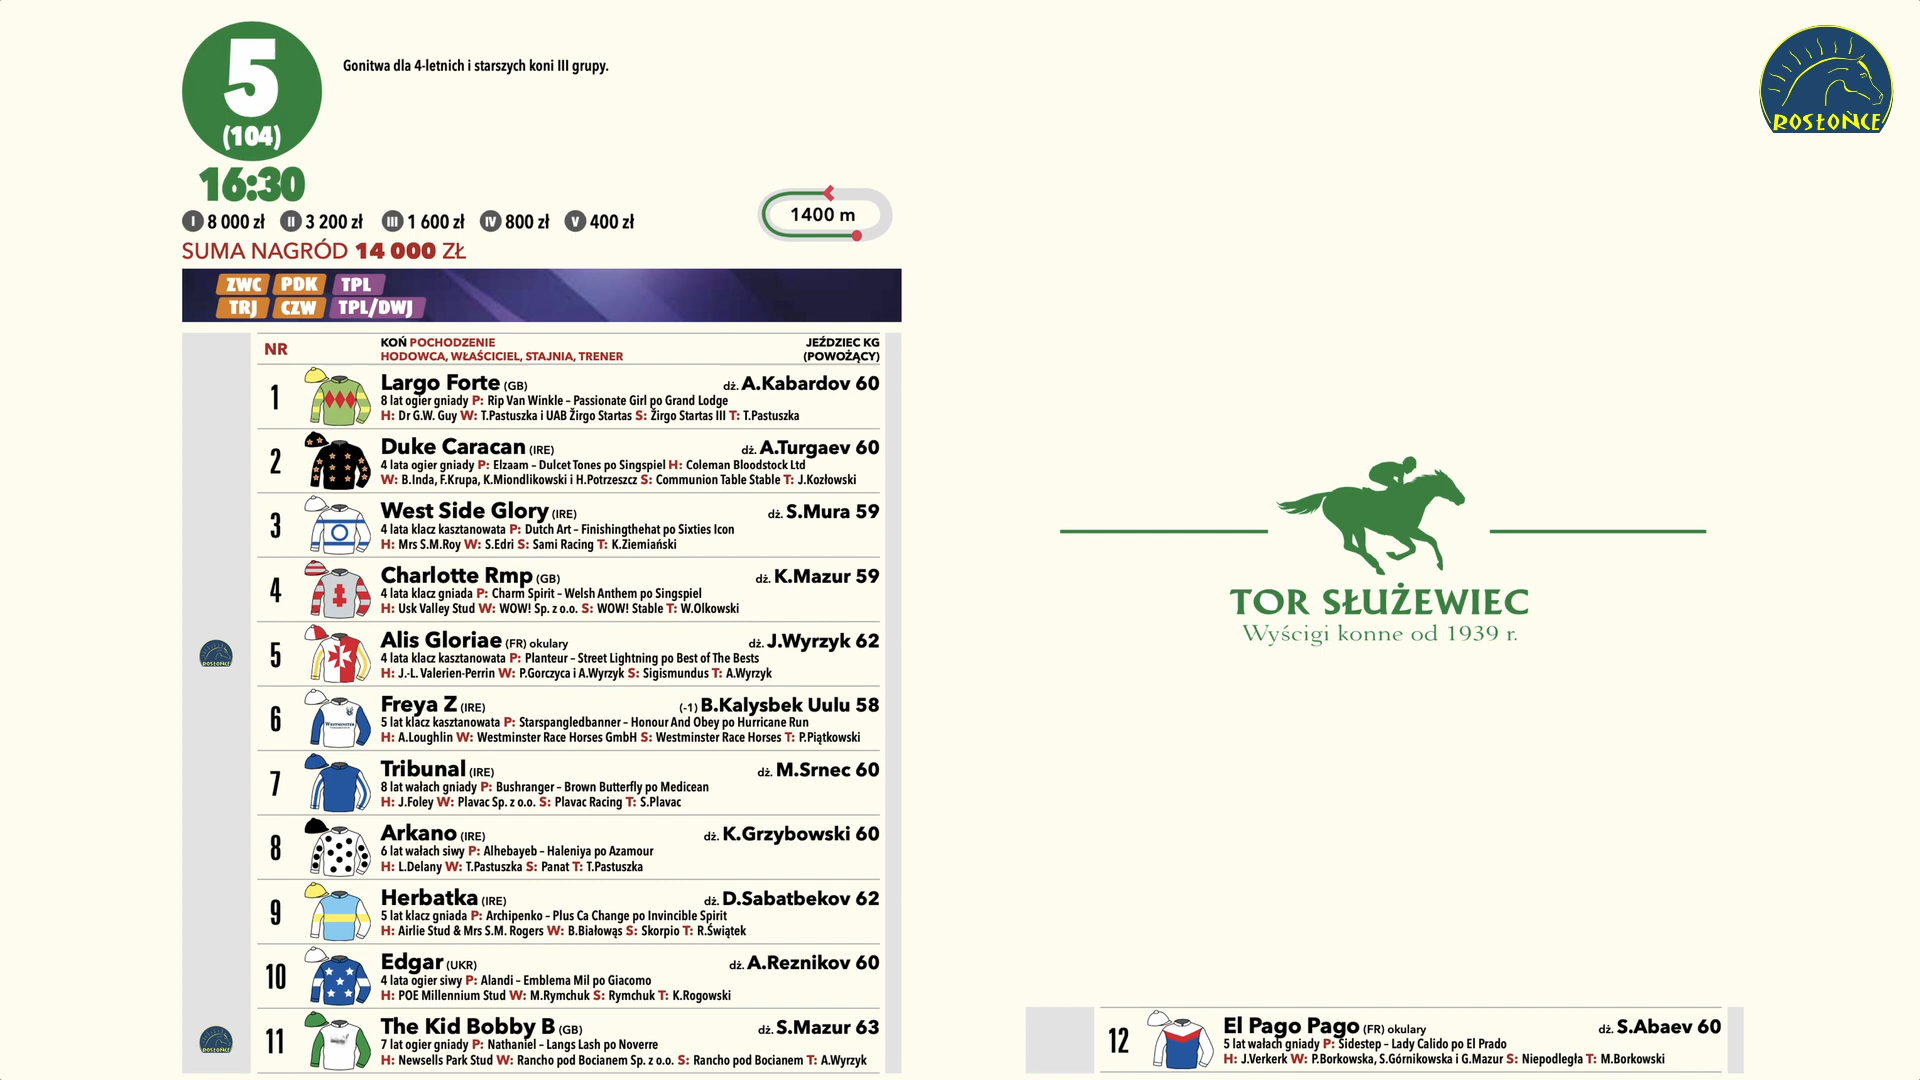 5
(104)
16:30
Gonitwa dla 4-letnich i starszych koni III grupy.
ROSŁOŃCE
I 8 000 zł II 3 200 zł III 1 600 zł IV 800 zł V 400 zł
1400 m
SUMA NAGRÓD 14 000 ZŁ
ZWC PDK TPL
TRJ CZW TPL/DWJ
NR
KOŃ POCHODZENIE
HODOWCA, WŁAŚCICIEL, STAJNIA, TRENER
JEŹDZIEC KG
(POWOŻĄCY)
1
Largo Forte (GB) dż. A.Kabardov 60
8 lat ogier gniady P: Rip Van Winkle – Passionate Girl po Grand Lodge
H: Dr G.W. Guy W: T.Pastuszka i UAB Žirgo Startas S: Žirgo Startas III T: T.Pastuszka
2
Duke Caracan (IRE) dż. A.Turgaev 60
4 lata ogier gniady P: Elzaam – Dulcet Tones po Singspiel H: Coleman Bloodstock Ltd
W: B.Inda, F.Krupa, K.Miondlikowski i H.Potrzeszcz S: Communion Table Stable T: J.Kozłowski
3
West Side Glory (IRE) dż. S.Mura 59
4 lata klacz kasztanowata P: Dutch Art – Finishingthehat po Sixties Icon
H: Mrs S.M.Roy W: S.Edri S: Sami Racing T: K.Ziemiański
4
Charlotte Rmp (GB) dż. K.Mazur 59
4 lata klacz gniada P: Charm Spirit – Welsh Anthem po Singspiel
H: Usk Valley Stud W: WOW! Sp. z o.o. S: WOW! Stable T: W.Olkowski
ROSŁOŃCE
5
Alis Gloriae (FR) okulary dż. J.Wyrzyk 62
4 lata klacz kasztanowata P: Planteur – Street Lightning po Best of The Bests
H: J.-L. Valerien-Perrin W: P.Gorczyca i A.Wyrzyk S: Sigismundus T: A.Wyrzyk
6
WESTMINSTER
Freya Z (IRE) (-1) B.Kalysbek Uulu 58
5 lat klacz kasztanowata P: Starspangledbanner – Honour And Obey po Hurricane Run
H: A.Loughlin W: Westminster Race Horses GmbH S: Westminster Race Horses T: P.Piątkowski
7
Tribunal (IRE) dż. M.Srnec 60
8 lat wałach gniady P: Bushranger – Brown Butterfly po Medicean
H: J.Foley W: Plavac Sp. z o.o. S: Plavac Racing T: S.Plavac
8
Arkano (IRE) dż. K.Grzybowski 60
6 lat wałach siwy P: Alhebayeb – Haleniya po Azamour
H: L.Delany W: T.Pastuszka S: Panat T: T.Pastuszka
9
Herbatka (IRE) dż. D.Sabatbekov 62
5 lat klacz gniada P: Archipenko – Plus Ca Change po Invincible Spirit
H: Airlie Stud & Mrs S.M. Rogers W: B.Białowąs S: Skorpio T: R.Świątek
10
Edgar (UKR) dż. A.Reznikov 60
4 lata ogier siwy P: Alandi – Emblema Mil po Giacomo
H: POE Millennium Stud W: M.Rymchuk S: Rymchuk T: K.Rogowski
ROSŁOŃCE
11
The Kid Bobby B (GB) dż. S.Mazur 63
7 lat ogier gniady P: Nathaniel – Langs Lash po Noverre
H: Newsells Park Stud W: Rancho pod Bocianem Sp. z o.o. S: Rancho pod Bocianem T: A.Wyrzyk
TOR SŁUŻEWIEC
Wyścigi konne od 1939 r.
12
El Pago Pago (FR) okulary dż. S.Abaev 60
5 lat wałach gniady P: Sidestep – Lady Calido po El Prado
H: J.Verkerk W: P.Borkowska, S.Górnikowska i G.Mazur S: Niepodległa T: M.Borkowski